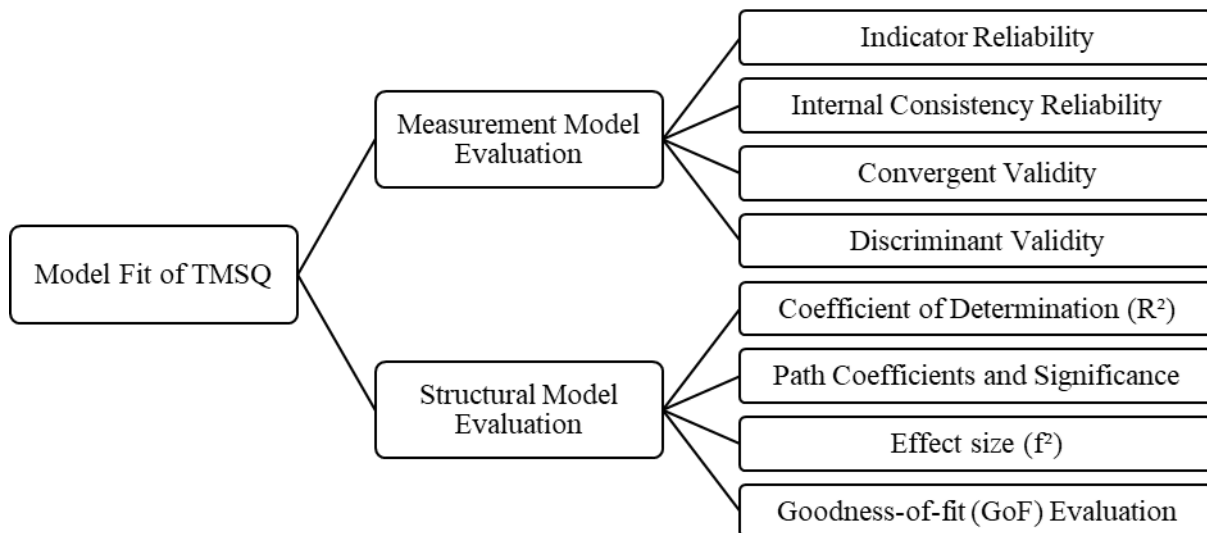 Model Fit of TMSQ
Measurement Model
Evaluation
Indicator Reliability
Internal Consistency Reliability
Convergent Validity
Discriminant Validity
Structural Model
Evaluation
Coefficient of Determination (R²)
Path Coefficients and Significance
Effect size (f²)
Goodness-of-fit (GoF) Evaluation